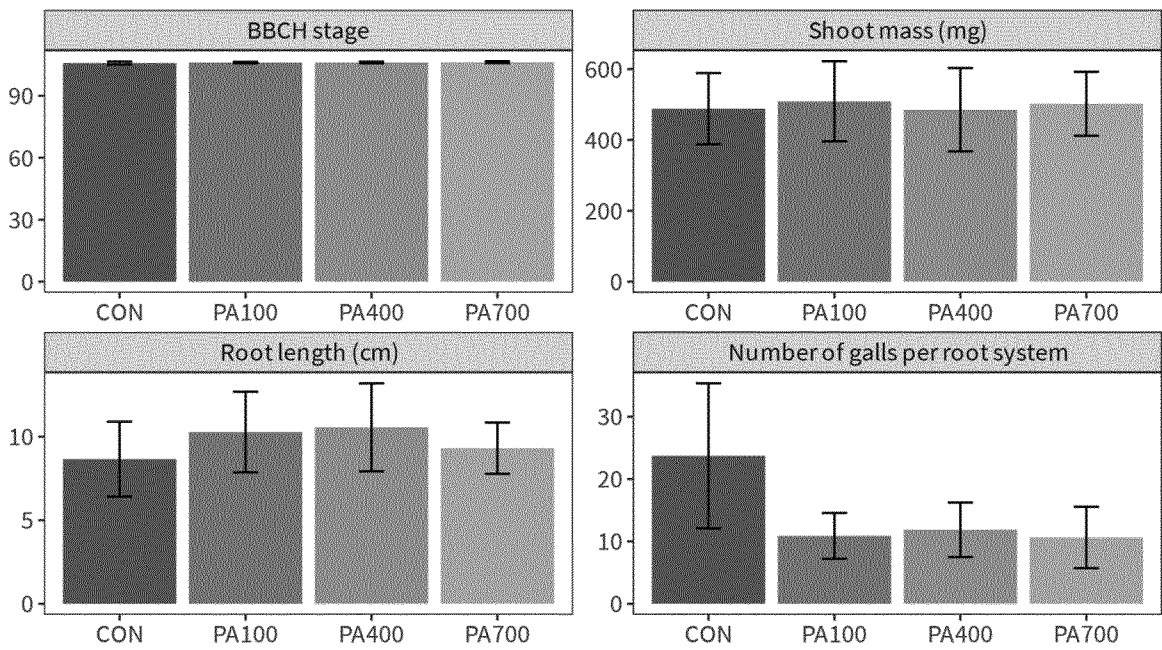 BBCH stage
90
60
30
0
CON PA100 PA400 PA700
Shoot mass (mg)
600
400
200
0
CON PA100 PA400 PA700
Root length (cm)
10
5
0
CON PA100 PA400 PA700
Number of galls per root system
30
20
10
0
CON PA100 PA400 PA700